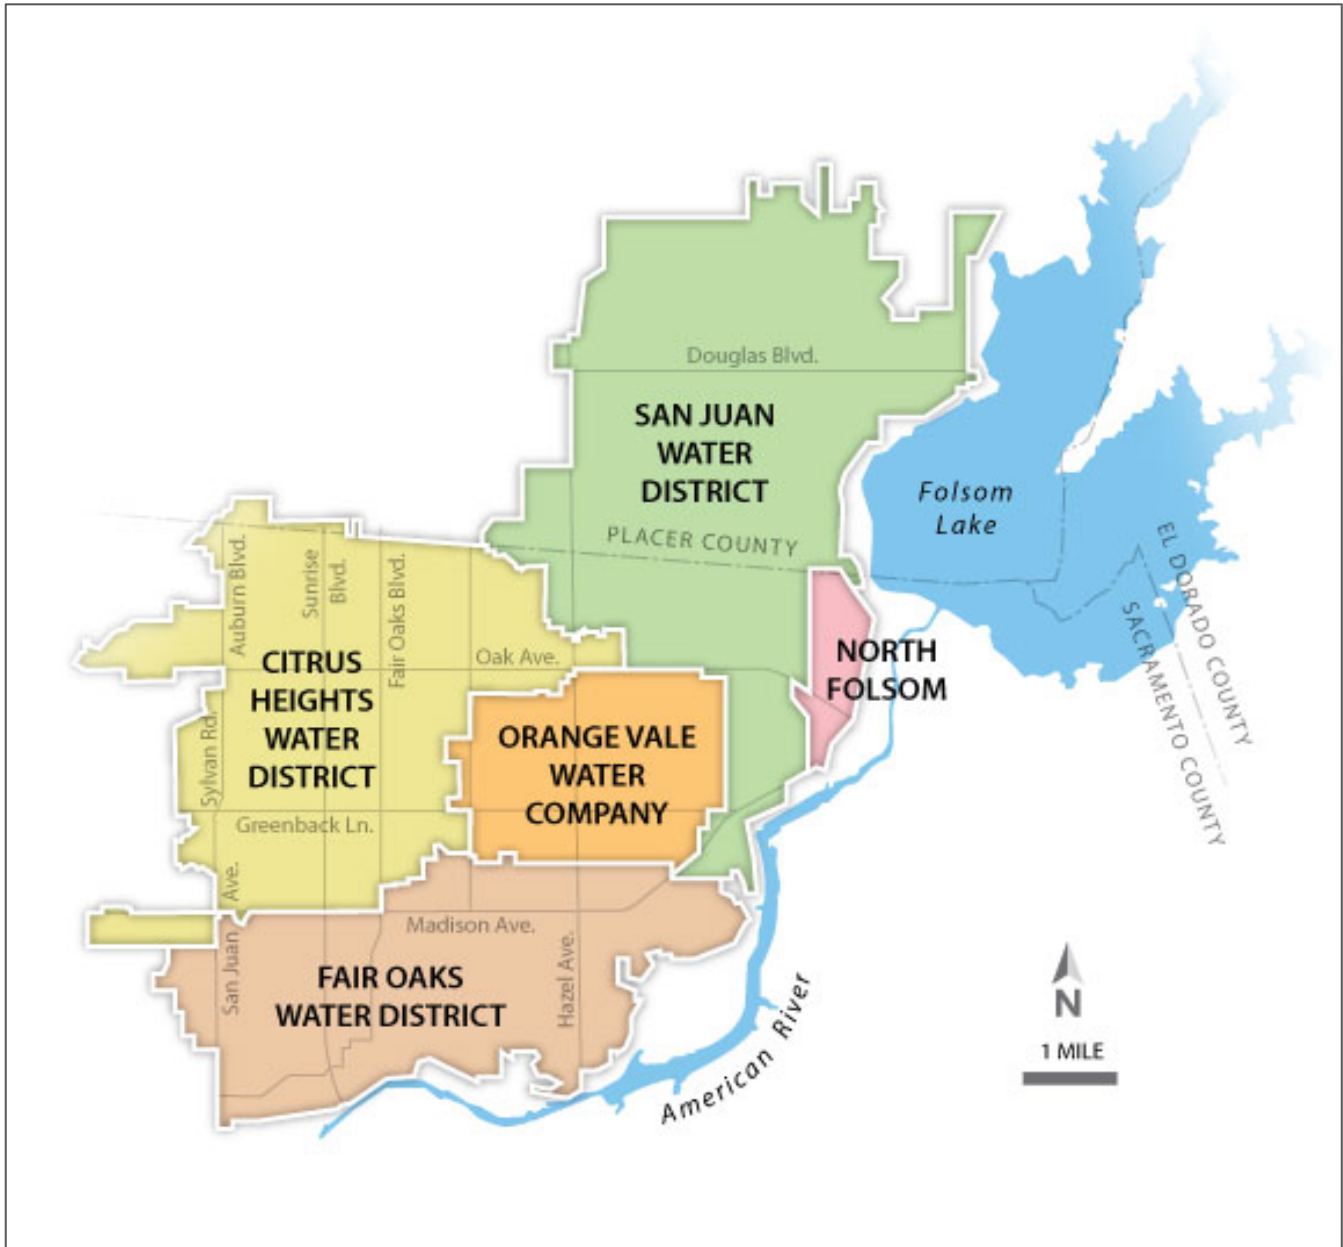 Douglas Blvd.
SAN JUAN
WATER
DISTRICT
Folsom
Lake
PLACER COUNTY
EL DORADO COUNTY
SACRAMENTO COUNTY
Auburn Blvd.
Sunrise
Blvd.
Fair Oaks Blvd.
Oak Ave.
NORTH
FOLSOM
CITRUS
HEIGHTS
WATER
DISTRICT
Sylvan Rd.
ORANGE VALE
WATER
COMPANY
Greenback Ln.
San Juan Ave.
Madison Ave.
Hazel Ave.
FAIR OAKS
WATER DISTRICT
American River
N
1 MILE